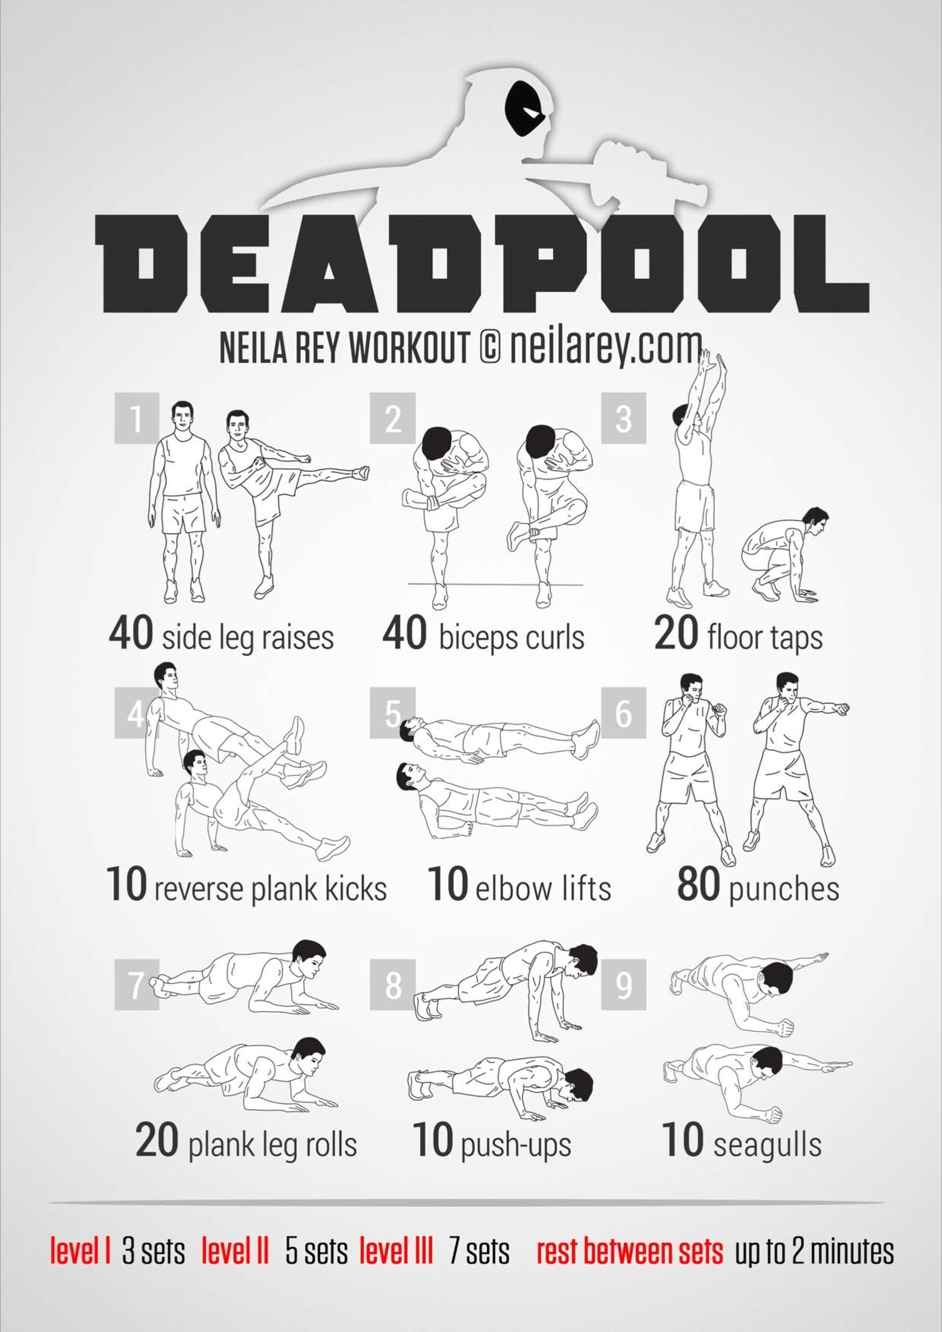 DEADPOOL
NEILA REY WORKOUT © neilarey.com
1
2
3
40 side leg raises
40 biceps curls
20 floor taps
4
5
6
10 reverse plank kicks
10 elbow lifts
80 punches
7
8
9
20 plank leg rolls
10 push-ups
10 seagulls
level I 3 sets level II 5 sets level III 7 sets rest between sets up to 2 minutes